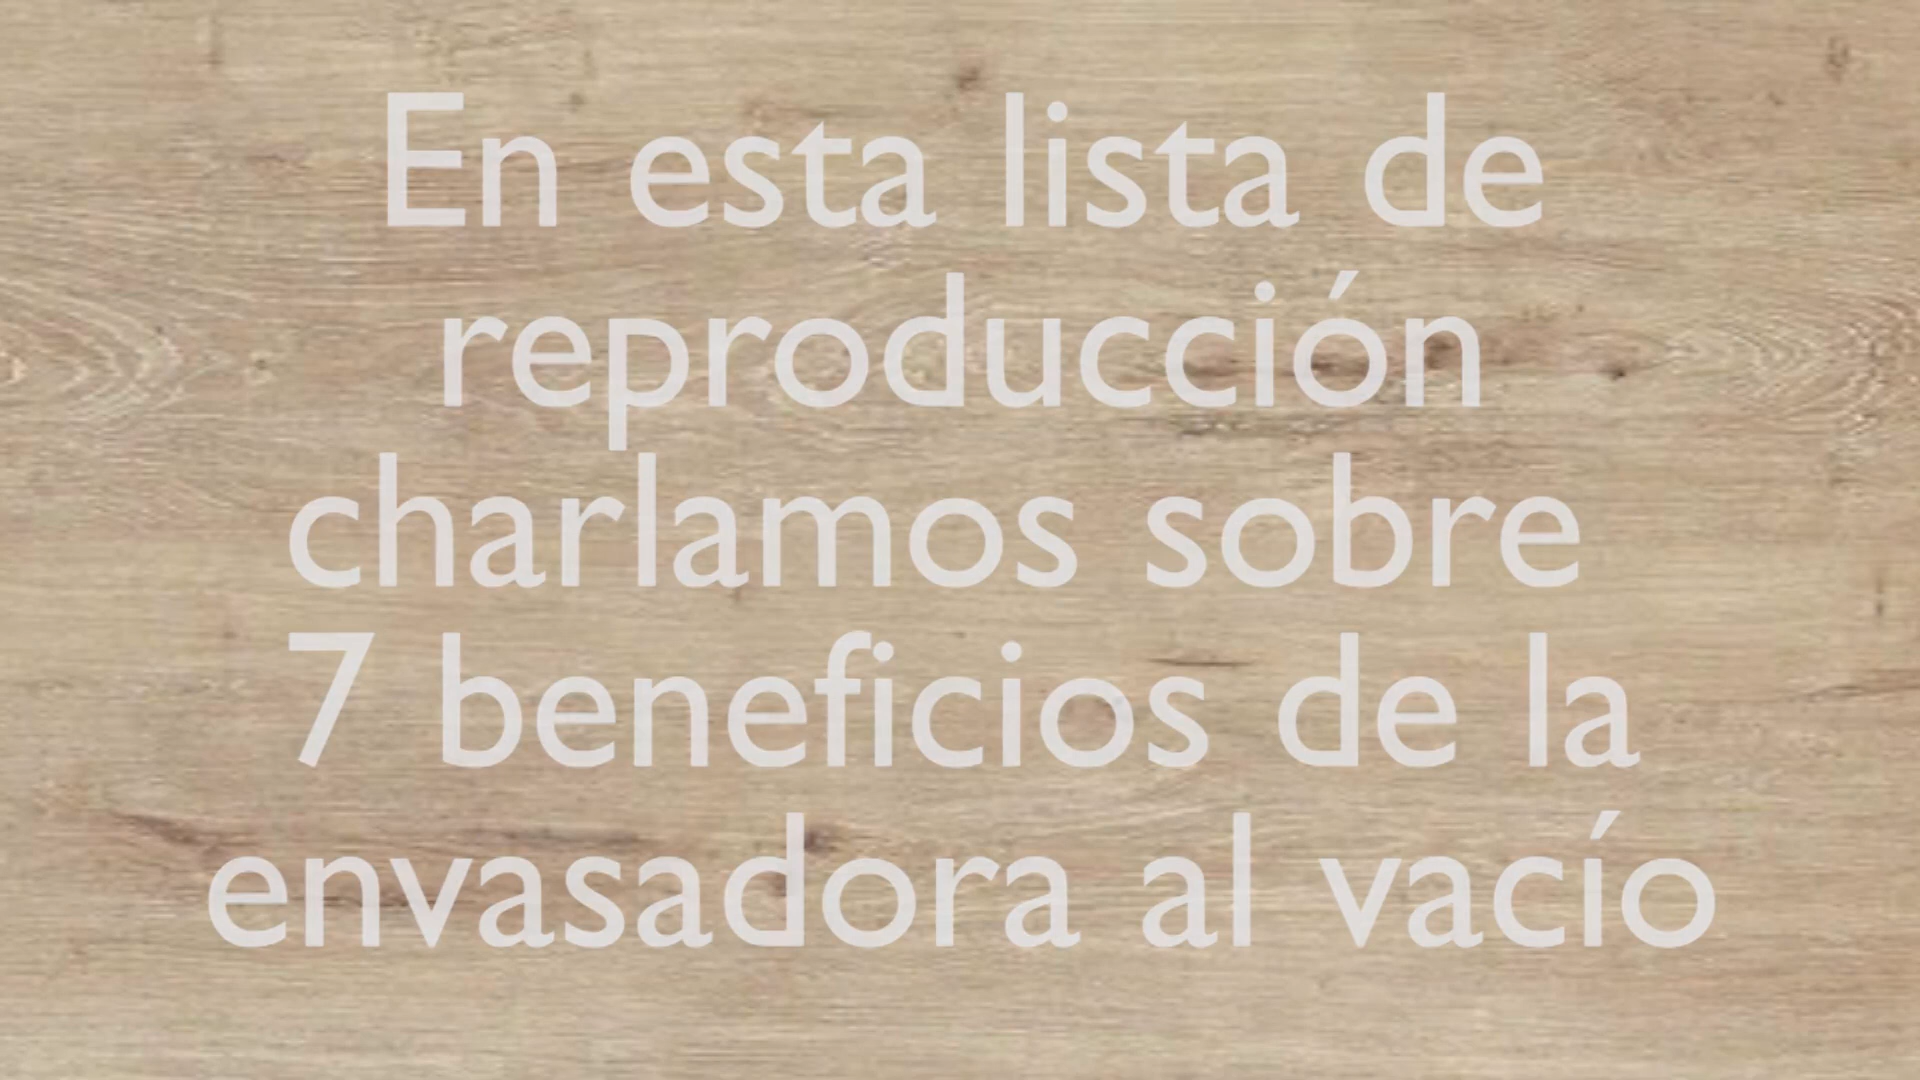 En esta lista de
reproducción
charlamos sobre
7 beneficios de la
envasadora al vacío